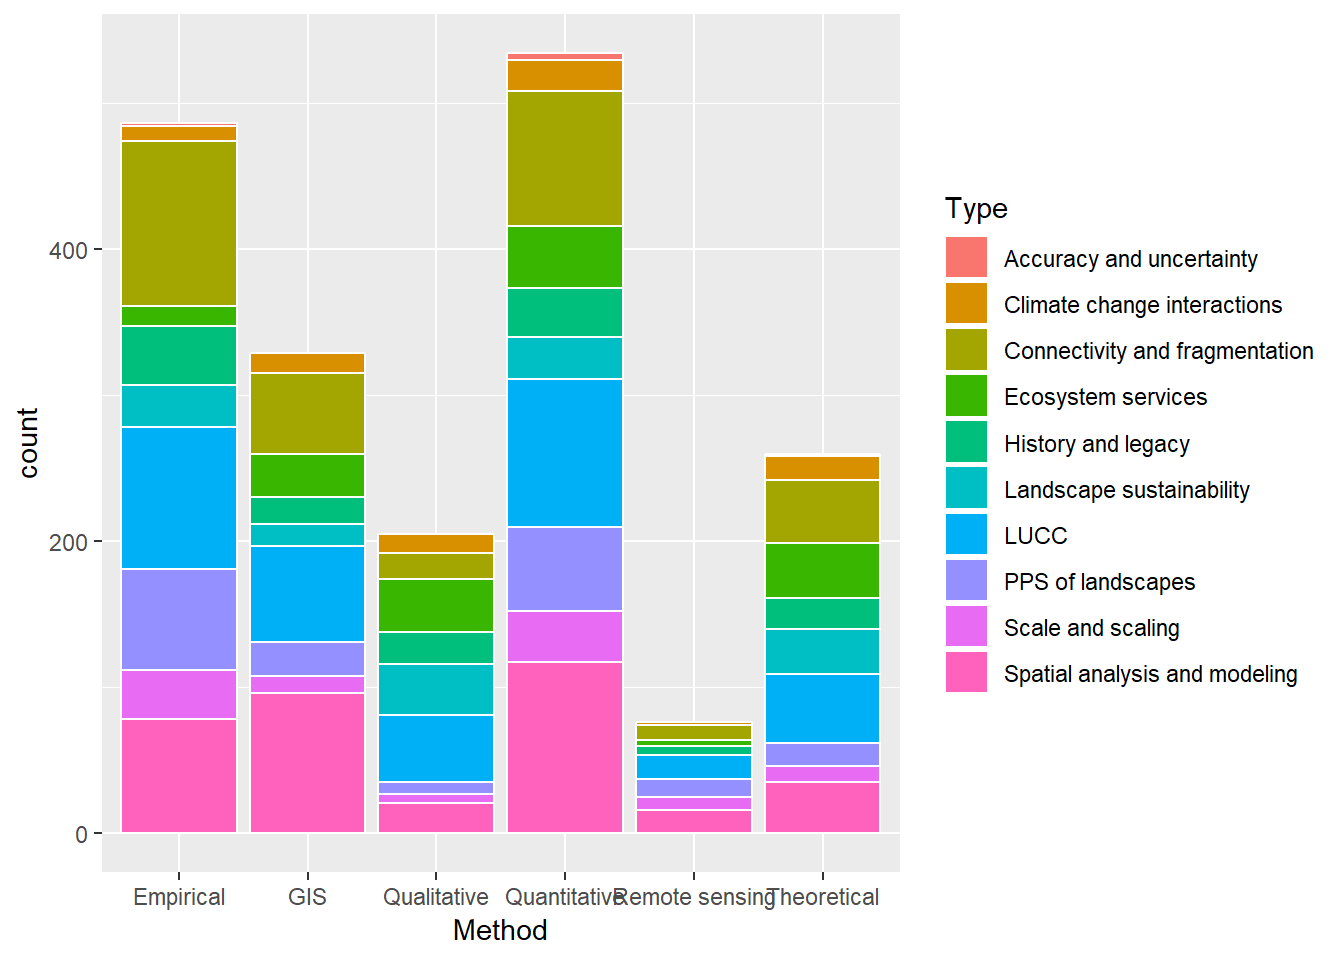 count
400
200
0
Empirical
GIS
Qualitative
Quantitative
Remote sensing
Theoretical
Method
Type
Accuracy and uncertainty
Climate change interactions
Connectivity and fragmentation
Ecosystem services
History and legacy
Landscape sustainability
LUCC
PPS of landscapes
Scale and scaling
Spatial analysis and modeling